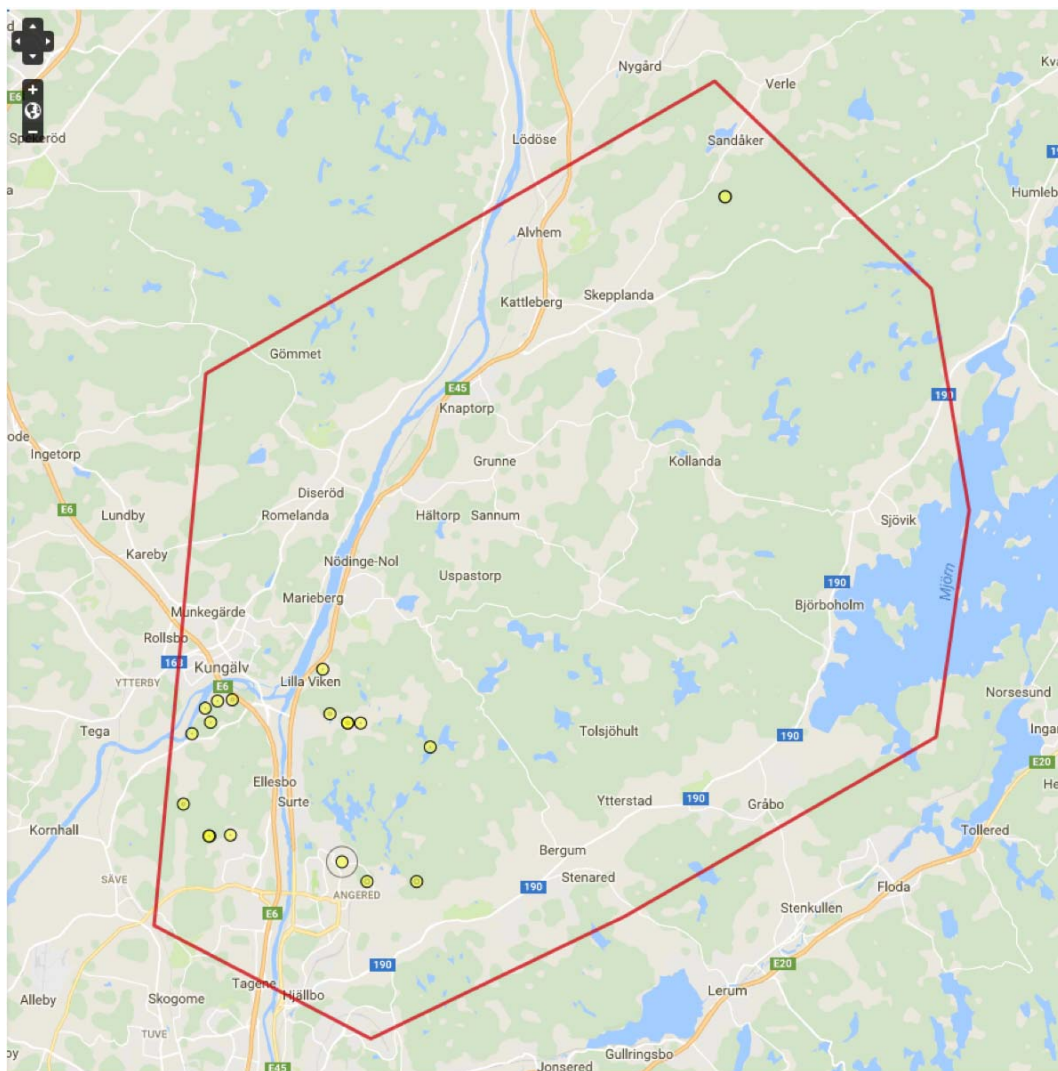 Nygård
Verle
E6
Spekeröd
Lödöse
Sandåker
Alvhem
Kattleberg
Skepplanda
Gömmet
E45
190
Knaptorp
Ingetorp
Grunne
Kollanda
Diseröd
E6
Lundby
Romelanda
Hältorp
Sannum
Sjövik
Kareby
Nödinge-Nol
Uspastorp
190
Mjörn
Marieberg
Björboholm
Munkegärde
Rollsbo
168
Kungälv
YTTERBY
E6
Lilla Viken
Norsesund
Tega
Tolsjöhult
190
E20
Ellesbo
Surte
Ytterstad
190
Gråbo
Kornhall
Tollered
Bergum
SÄVE
Stenared
ANGERED
190
Floda
E6
Stenkullen
190
E20
Tagene
Hjällbo
Lerum
Alleby
Skogome
TUVE
Gullringsbo
E45
Jonsered